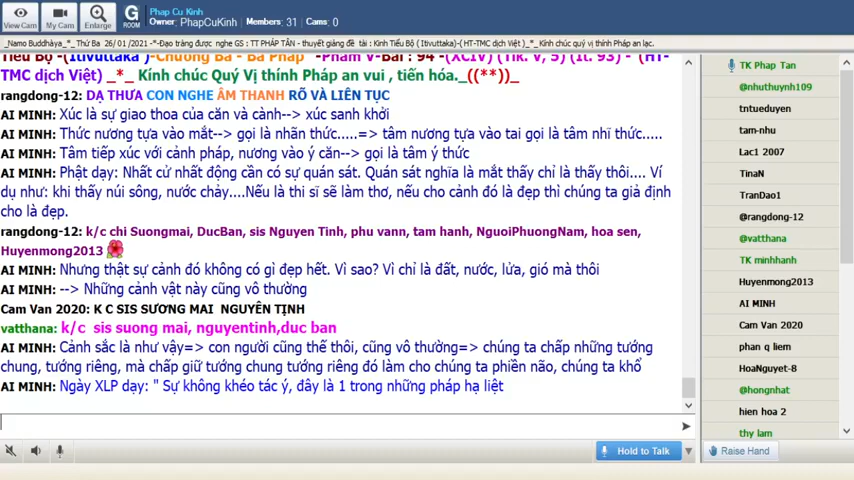 Phap Cu Kinh
Owner: PhapCuKinh Members: 31 Cams: 0
View Cam
My Cam
Enlarge
G
ROOM
_Namo Buddhàya_*_ Thứ Ba 26/ 01 /2021 -*-Đạo tràng được nghe GS : TT PHÁP TÂN - thuyết giảng đề tài : Kinh Tiểu Bộ ( Itivuttaka)-( HT-TMC dịch Việt )_*_ Kính chúc quý vị thính Pháp an lạc.
Tiểu Bộ -(Itivuttaka )-Chương Ba - Ba Pháp -Phẩm V-Bài : 94 -(XCIV) (Tik. V, 5) (It. 93) - (HT-
TMC dịch Việt) _*_ Kính chúc Quý Vị thính Pháp an vui , tiến hóa._((**))_
rangdong-12: DẠ THƯA CON NGHE ÂM THANH RÕ VÀ LIÊN TỤC
AI MINH: Xúc là sự giao thoa của căn và cảnh=> xúc sanh khởi
AI MINH: Thức nương tựa vào mắt--> gọi là nhãn thức.....=> tâm nương tựa vào tai gọi là tâm nhĩ thức.....
AI MINH: Tâm tiếp xúc với cảnh pháp, nương vào ý căn--> gọi là tâm ý thức
AI MINH: Phật dạy: Nhất cử nhất động cần có sự quán sát. Quán sát nghĩa là mắt thấy chỉ là thấy thôi.... Ví
dụ như: khi thấy núi sông, nước chảy....Nếu là thi sĩ sẽ làm thơ, nếu cho cảnh đó là đẹp thì chúng ta giả định
cho là đẹp.
rangdong-12: k/c chi Suongmai, DucBan, sis Nguyen Tinh, phu vann, tam hanh, NguoiPhuongNam, hoa sen,
Huyenmong2013
AI MINH: Nhưng thật sự cảnh đó không có gì đẹp hết. Vì sao? Vì chỉ là đất, nước, lửa, gió mà thôi
AI MINH: --> Những cảnh vật này cũng vô thường
Cam Van 2020: K C SIS SƯƠNG MAI NGUYÊN TỊNH
vatthana: k/c sis suong mai, nguyentinh,duc ban
AI MINH: Cảnh sắc là như vậy=> con người cũng thế thôi, cũng vô thường=> chúng ta chấp những tướng
chung, tướng riêng, mà chấp giữ tướng chung tướng riêng đó làm cho chúng ta phiền não, chúng ta khổ
AI MINH: Ngày XLP dạy: " Sự không khéo tác ý, đây là 1 trong những pháp hạ liệt
Hold to Talk
Raise Hand
TK Phap Tan
@nhuthuynh109
tntueduyen
tam-nhu
Lac1 2007
TinaN
TranDao1
@rangdong-12
@vatthana
TK minhhanh
Huyenmong2013
AI MINH
Cam Van 2020
phan q liem
HoaNguyet-8
@hongnhat
hien hoa 2
thy lam